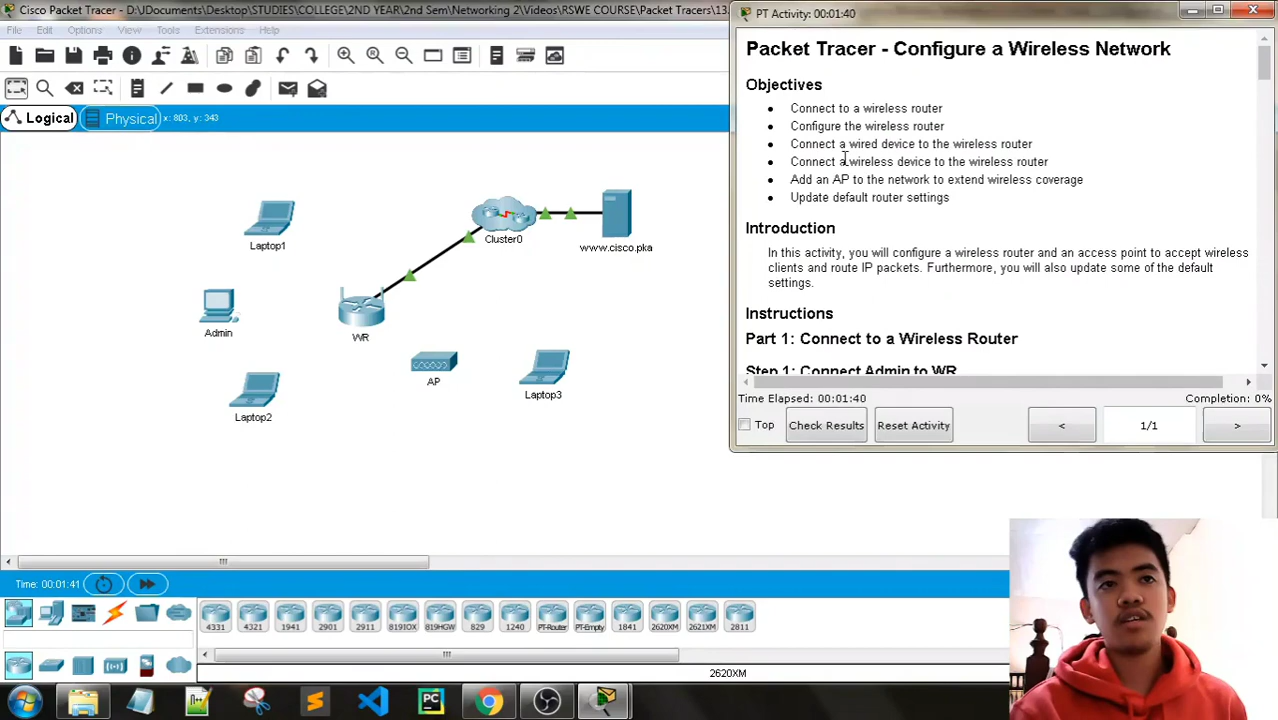 Cisco Packet Tracer - D:\Documents\Desktop\STUDIES\COLLEGE\2ND YEAR\2nd Sem\Networking 2\Videos\RSWE COURSE\Packet Tracers\13.
File Edit Options View Tools Extensions Help
Logical
Physical
x: 803, y: 343
Laptop1
Cluster0
www.cisco.pka
Admin
WR
AP
Laptop3
Laptop2
PT Activity: 00:01:40
Packet Tracer - Configure a Wireless Network
Objectives
Connect to a wireless router
Configure the wireless router
Connect a wired device to the wireless router
Connect a wireless device to the wireless router
Add an AP to the network to extend wireless coverage
Update default router settings
Introduction
In this activity, you will configure a wireless router and an access point to accept wireless
clients and route IP packets. Furthermore, you will also update some of the default
settings.
Instructions
Part 1: Connect to a Wireless Router
Step 1: Connect Admin to WR
Time Elapsed: 00:01:40
Completion: 0%
Top
Check Results
Reset Activity
<
1/1
>
Time: 00:01:41
4331 4321 1941 2901 2911 819IOX 819HGW 829 1240 PT-Router PT-Empty 1841 2620XM 2621XM 2811
2620XM
PC